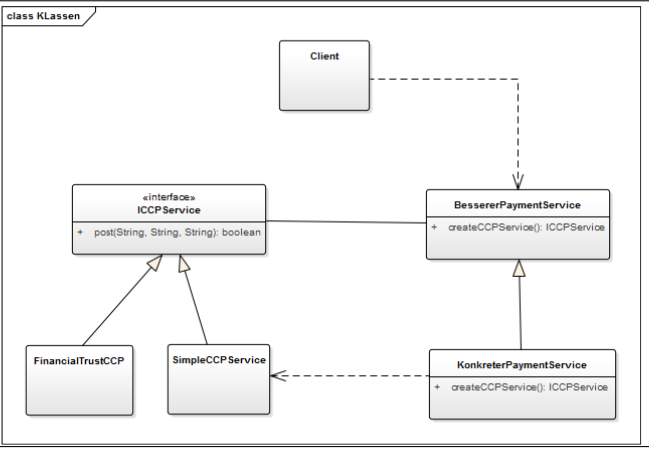 class KLassen
Client
«interface»
ICCPService
+ post(String, String, String): boolean
BessererPaymentService
+ createCCPService(): ICCPService
FinancialTrustCCP
SimpleCCPService
KonkreterPaymentService
+ createCCPService(): ICCPService